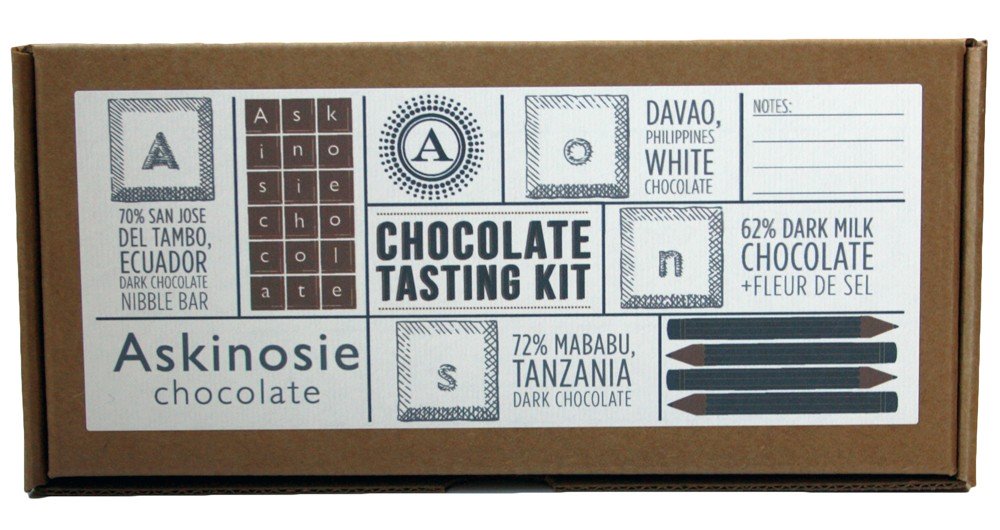 A
70% SAN JOSE
DEL TAMBO,
ECUADOR
DARK CHOCOLATE
NIBBLE BAR
A s k
i n o
s i e
c h o
c o l
a t e
A
o
DAVAO,
PHILIPPINES
WHITE
CHOCOLATE
NOTES:
CHOCOLATE
TASTING KIT
n
62% DARK MILK
CHOCOLATE
+FLEUR DE SEL
Askinosie
chocolate
s
72% MABABU,
TANZANIA
DARK CHOCOLATE